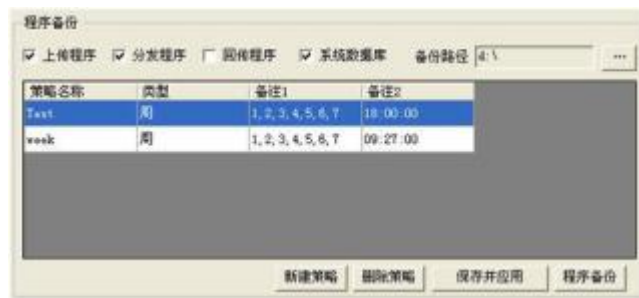 程序备份
上传程序 分发程序 回传程序 系统数据库 备份路径 d:\ ...
策略名称 类型 备注1 备注2
Test 周 1,2,3,4,5,6,7 18:00:00
week 周 1,2,3,4,5,6,7 09:27:00
新建策略 删除策略 保存并应用 程序备份